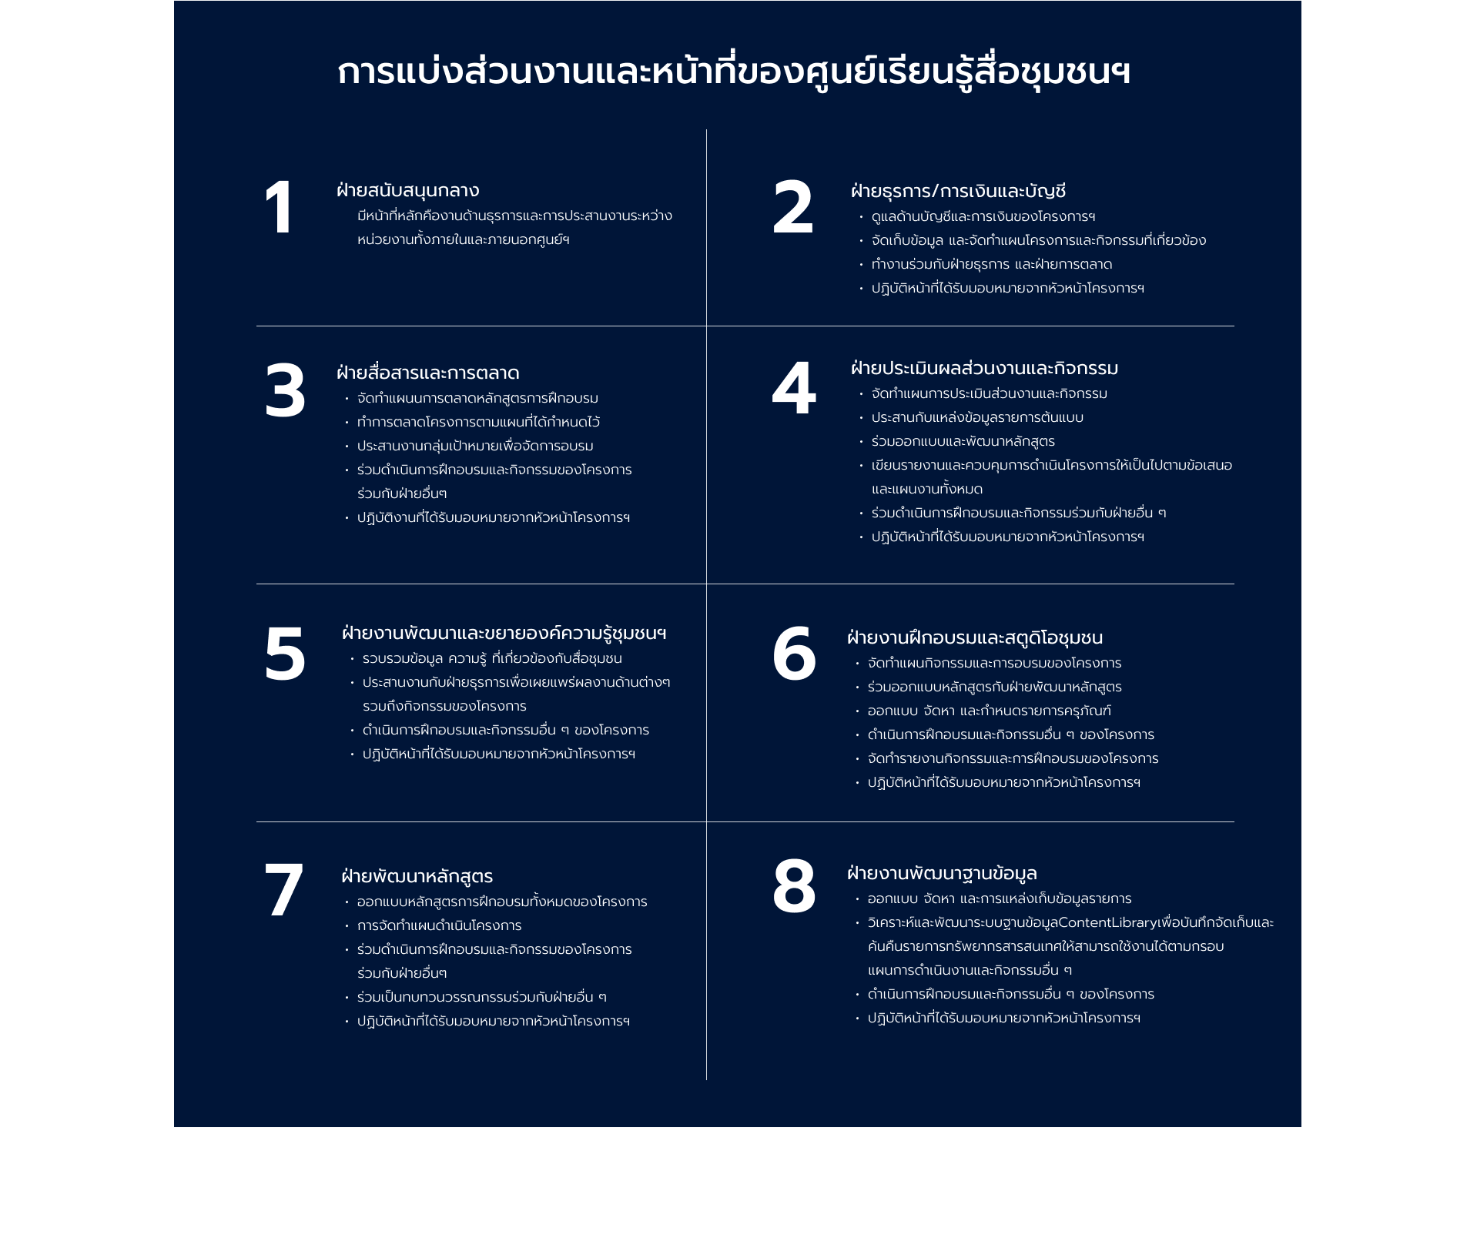 การแบ่งส่วนงานและหน้าที่ของศูนย์เรียนรู้สื่อชุมชนฯ
1
ฝ่ายสนับสนุนกลาง
มีหน้าที่หลักคืองานด้านธุรการและการประสานงานระหว่าง
หน่วยงานทั้งภายในและภายนอกศูนย์ฯ
2
ฝ่ายธุรการ/การเงินและบัญชี
• ดูแลด้านบัญชีและการเงินของโครงการฯ
• จัดเก็บข้อมูล และจัดทำแผนโครงการและกิจกรรมที่เกี่ยวข้อง
• ทำงานร่วมกับฝ่ายธุรการ และฝ่ายการตลาด
• ปฏิบัติหน้าที่ได้รับมอบหมายจากหัวหน้าโครงการฯ
3
ฝ่ายสื่อสารและการตลาด
• จัดทำแผนนการตลาดหลักสูตรการฝึกอบรม
• ทำการตลาดโครงการตามแผนที่ได้กำหนดไว้
• ประสานงานกลุ่มเป้าหมายเพื่อจัดการอบรม
• ร่วมดำเนินการฝึกอบรมและกิจกรรมของโครงการ
ร่วมกับฝ่ายอื่นๆ
• ปฏิบัติงานที่ได้รับมอบหมายจากหัวหน้าโครงการฯ
4
ฝ่ายประเมินผลส่วนงานและกิจกรรม
• จัดทำแผนการประเมินส่วนงานและกิจกรรม
• ประสานกับแหล่งข้อมูลรายการต้นแบบ
• ร่วมออกแบบและพัฒนาหลักสูตร
• เขียนรายงานและควบคุมการดำเนินโครงการให้เป็นไปตามข้อเสนอ
และแผนงานทั้งหมด
• ร่วมดำเนินการฝึกอบรมและกิจกรรมร่วมกับฝ่ายอื่น ๆ
• ปฏิบัติหน้าที่ได้รับมอบหมายจากหัวหน้าโครงการฯ
5
ฝ่ายงานพัฒนาและขยายองค์ความรู้ชุมชนฯ
• รวบรวมข้อมูล ความรู้ ที่เกี่ยวข้องกับสื่อชุมชน
• ประสานงานกับฝ่ายธุรการเพื่อเผยแพร่ผลงานด้านต่างๆ
รวมถึงกิจกรรมของโครงการ
• ดำเนินการฝึกอบรมและกิจกรรมอื่น ๆ ของโครงการ
• ปฏิบัติหน้าที่ได้รับมอบหมายจากหัวหน้าโครงการฯ
6
ฝ่ายงานฝึกอบรมและสตูดิโอชุมชน
• จัดทำแผนกิจกรรมและการอบรมของโครงการ
• ร่วมออกแบบหลักสูตรกับฝ่ายพัฒนาหลักสูตร
• ออกแบบ จัดหา และกำหนดรายการครุภัณฑ์
• ดำเนินการฝึกอบรมและกิจกรรมอื่น ๆ ของโครงการ
• จัดทำรายงานกิจกรรมและการฝึกอบรมของโครงการ
• ปฏิบัติหน้าที่ได้รับมอบหมายจากหัวหน้าโครงการฯ
7
ฝ่ายพัฒนาหลักสูตร
• ออกแบบหลักสูตรการฝึกอบรมทั้งหมดของโครงการ
• การจัดทำแผนดำเนินโครงการ
• ร่วมดำเนินการฝึกอบรมและกิจกรรมของโครงการ
ร่วมกับฝ่ายอื่นๆ
• ร่วมเป็นทบทวนวรรณกรรมร่วมกับฝ่ายอื่น ๆ
• ปฏิบัติหน้าที่ได้รับมอบหมายจากหัวหน้าโครงการฯ
8
ฝ่ายงานพัฒนาฐานข้อมูล
• ออกแบบ จัดหา และการแหล่งเก็บข้อมูลรายการ
• วิเคราะห์และพัฒนาระบบฐานข้อมูลContentLibraryเพื่อบันทึกจัดเก็บและ
ค้นคืนรายการทรัพยากรสารสนเทศให้สามารถใช้งานได้ตามกรอบ
แผนการดำเนินงานและกิจกรรมอื่น ๆ
• ดำเนินการฝึกอบรมและกิจกรรมอื่น ๆ ของโครงการ
• ปฏิบัติหน้าที่ได้รับมอบหมายจากหัวหน้าโครงการฯ